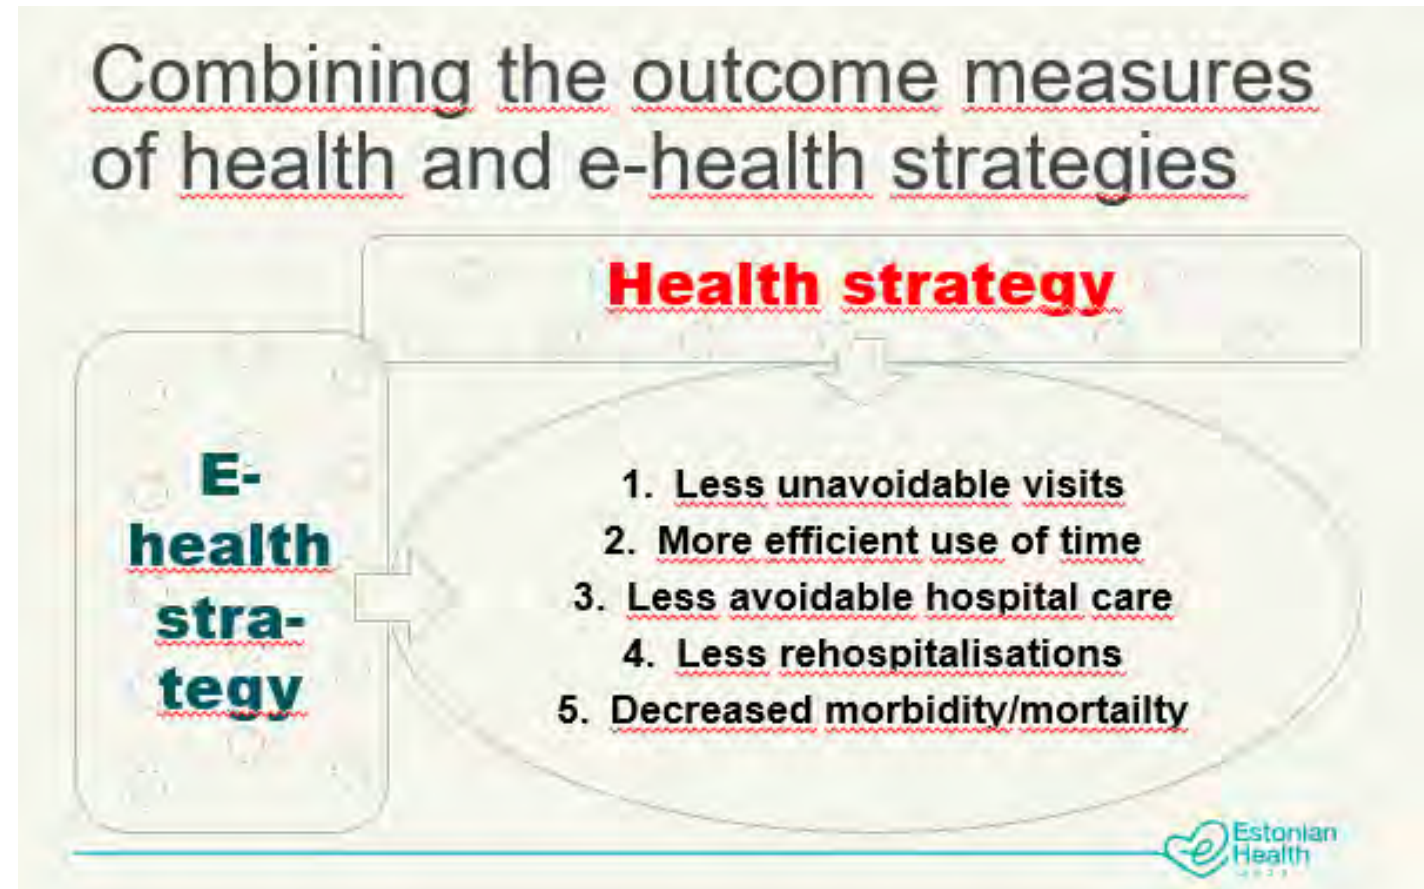 Combining the outcome measures
of health and e-health strategies
Health strategy
E-
health
stra-
tegy
1. Less unavoidable visits
2. More efficient use of time
3. Less avoidable hospital care
4. Less rehospitalisations
5. Decreased morbidity/mortailty
Estonian
Health